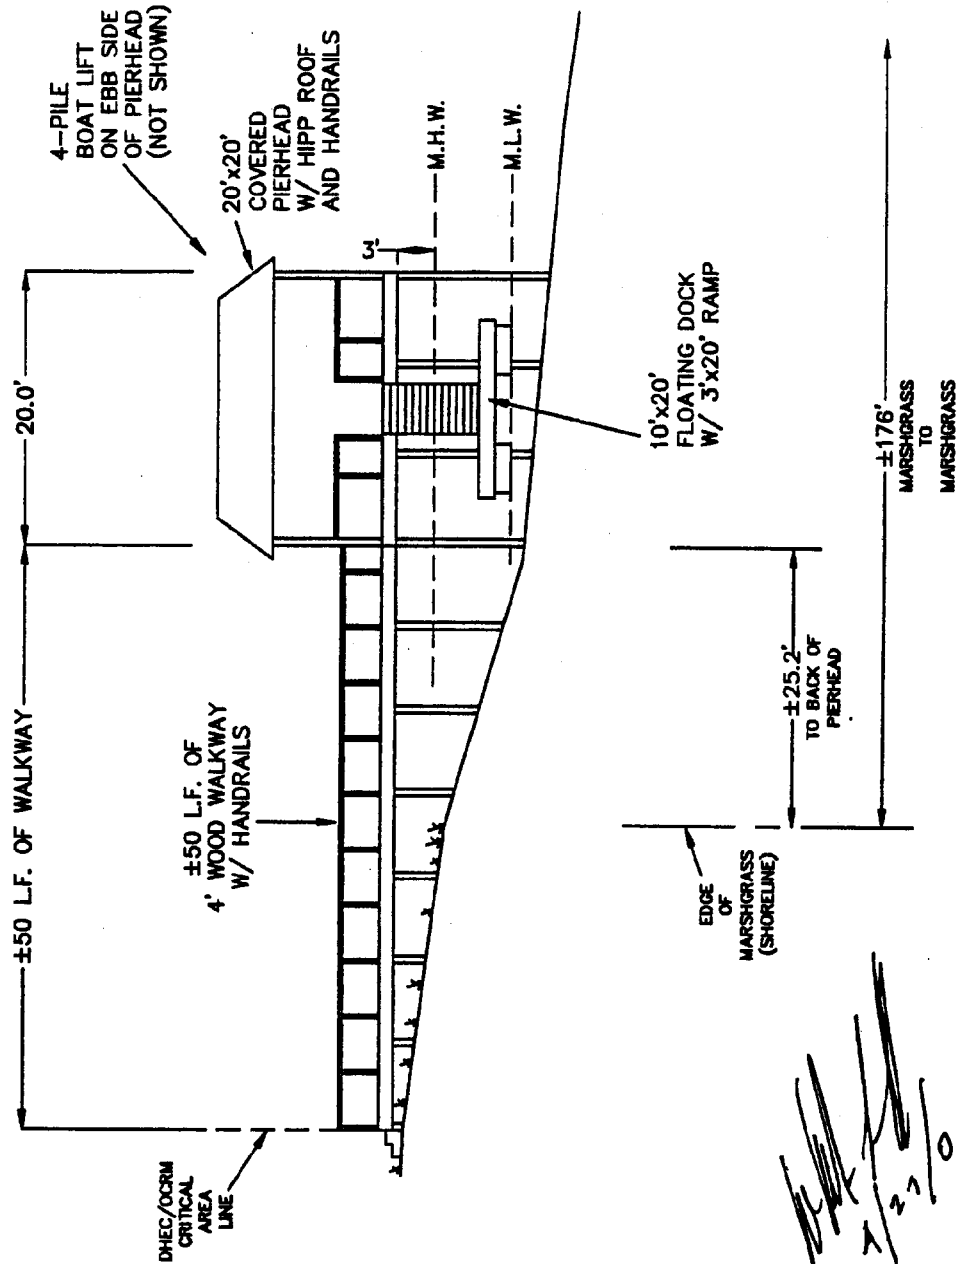 4-PILE
BOAT LIFT
ON EBB SIDE
OF PIERHEAD
(NOT SHOWN)
20'x20'
COVERED
PIERHEAD
W/ HIPP ROOF
AND HANDRAILS
±50 L.F. OF WALKWAY
20.0'
±50 L.F. OF
4' WOOD WALKWAY
W/ HANDRAILS
3'
M.H.W.
M.L.W.
DHEC/OCRM
CRITICAL
AREA
LINE
10'x20'
FLOATING DOCK
W/ 3'x20' RAMP
EDGE
OF
MARSHGRASS
(SHORELINE)
±25.2'
TO BACK OF
PIERHEAD
±176'
MARSHGRASS
TO
MARSHGRASS